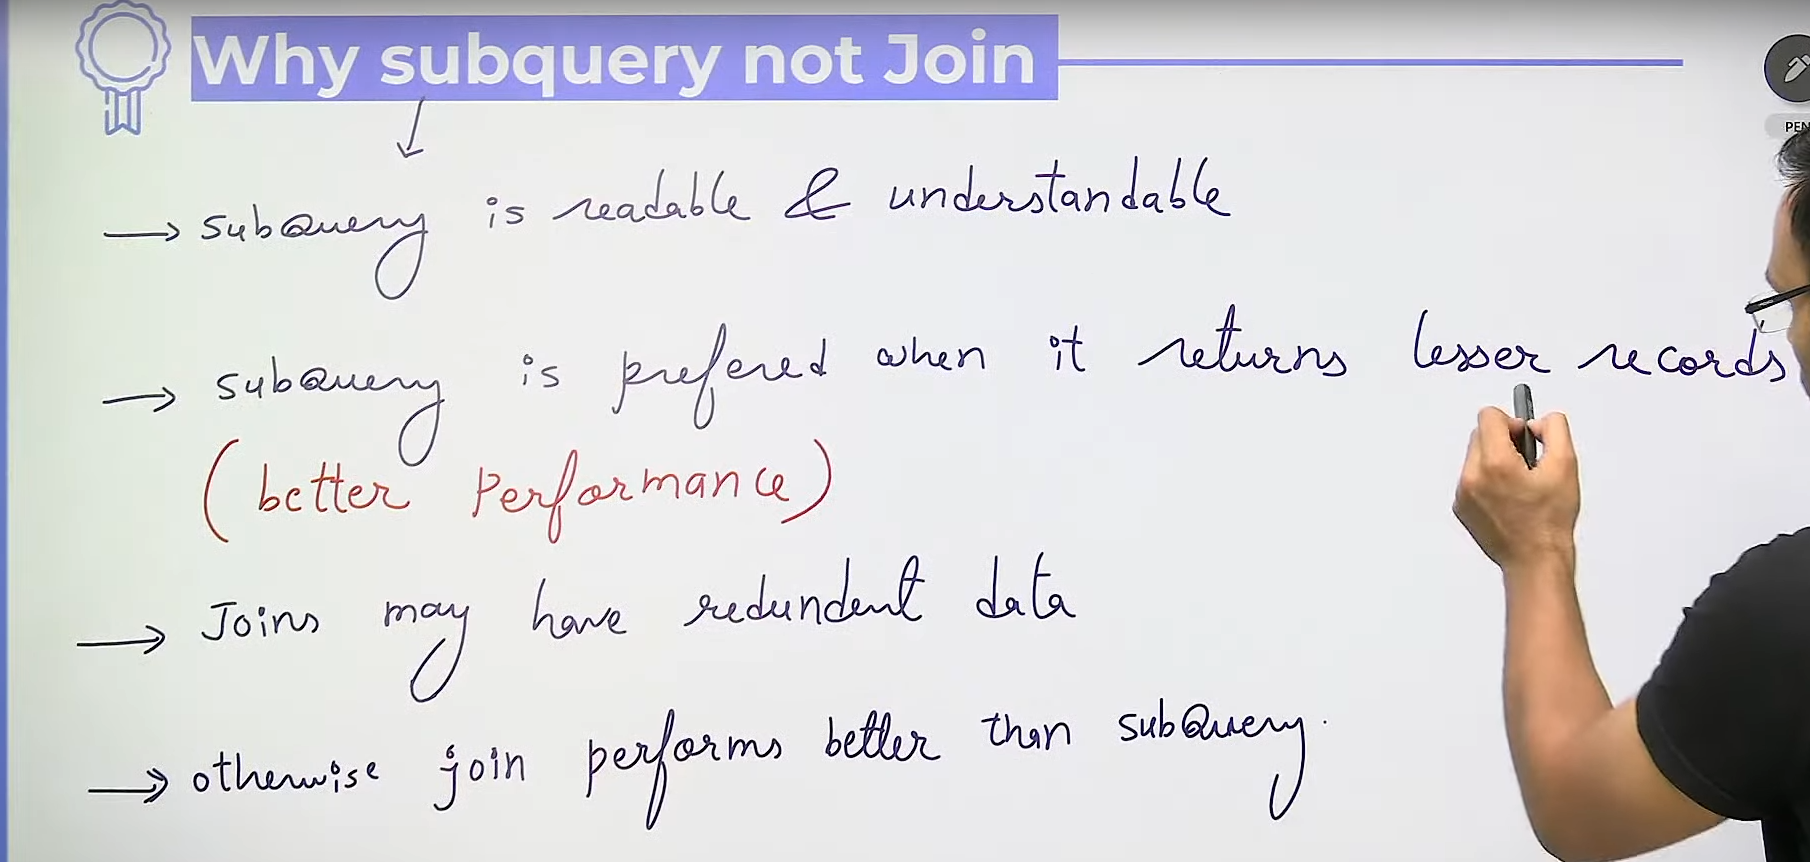 Why subquery not Join
PEN
→ subQuery is readable & understandable
→ subQuery is prefered when it returns lesser records
(better Performance)
→ Joins may have redundent data
→ otherwise join performs better than subQuery.